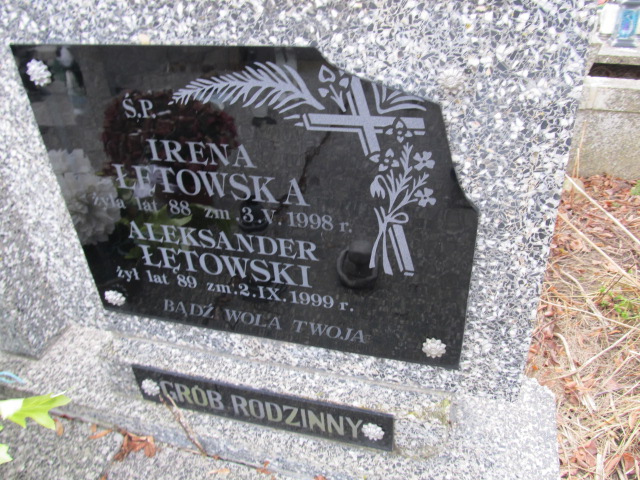 Ś.P.
IRENA
ŁĘTOWSKA
żyła lat 88 zm. 3.V. 1998 r.
ALEKSANDER
ŁĘTOWSKI
żył lat 89 zm. 2.IX. 1999 r.
BĄDŹ WOLA TWOJA
GRÓB RODZINNY